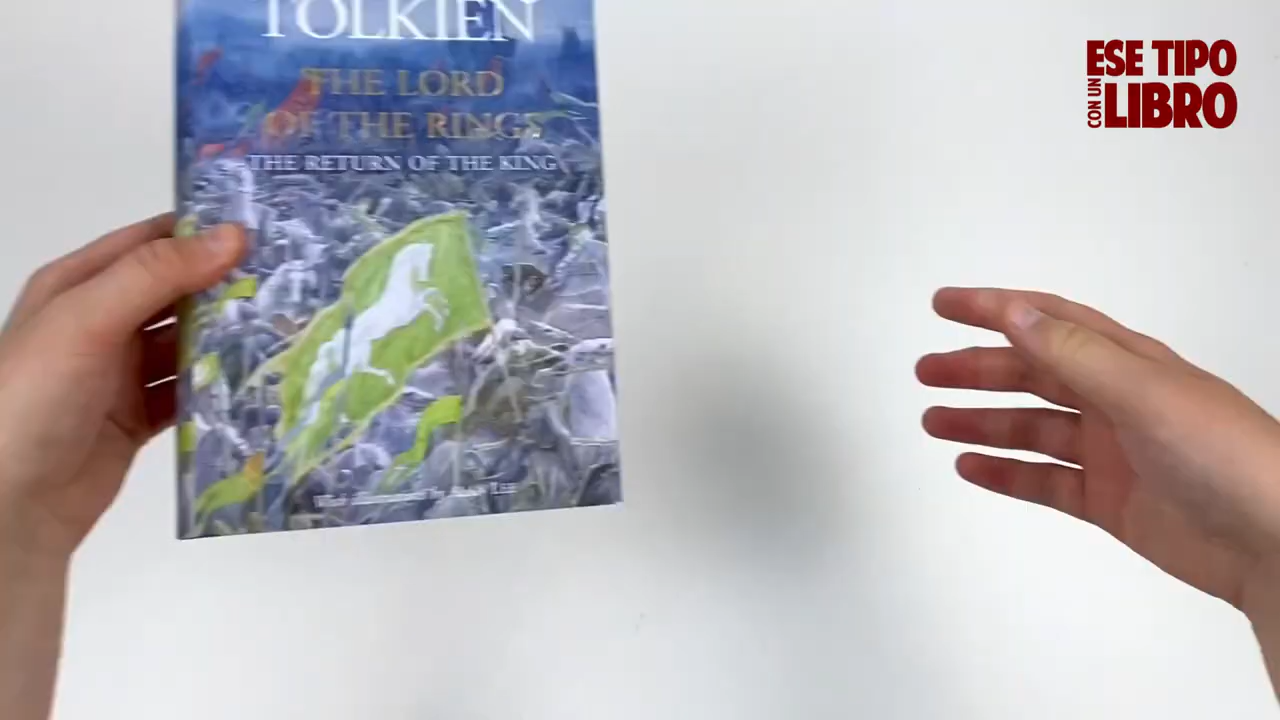 TOLKIEN
THE LORD
OF THE RINGS
THE RETURN OF THE KING
ESE TIPO
CON UN
LIBRO